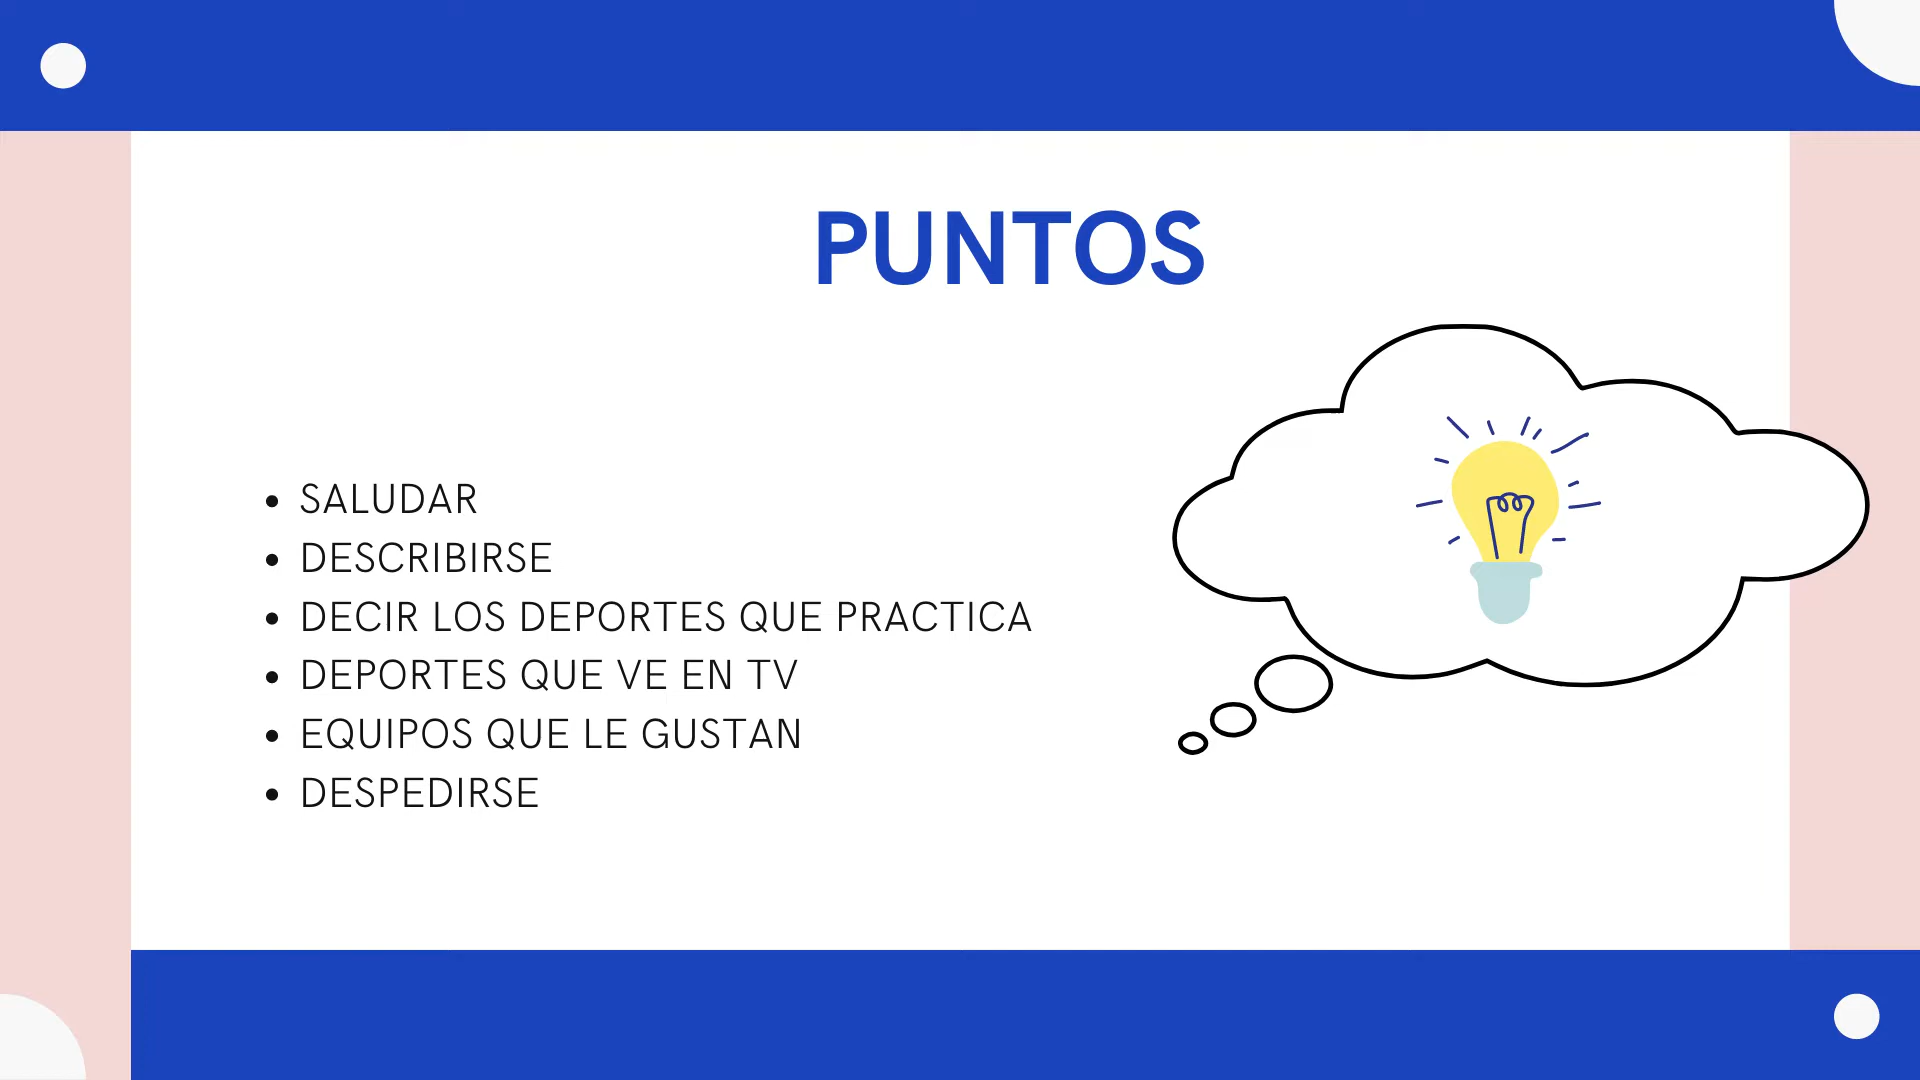 PUNTOS
SALUDAR
DESCRIBIRSE
DECIR LOS DEPORTES QUE PRACTICA
DEPORTES QUE VE EN TV
EQUIPOS QUE LE GUSTAN
DESPEDIRSE